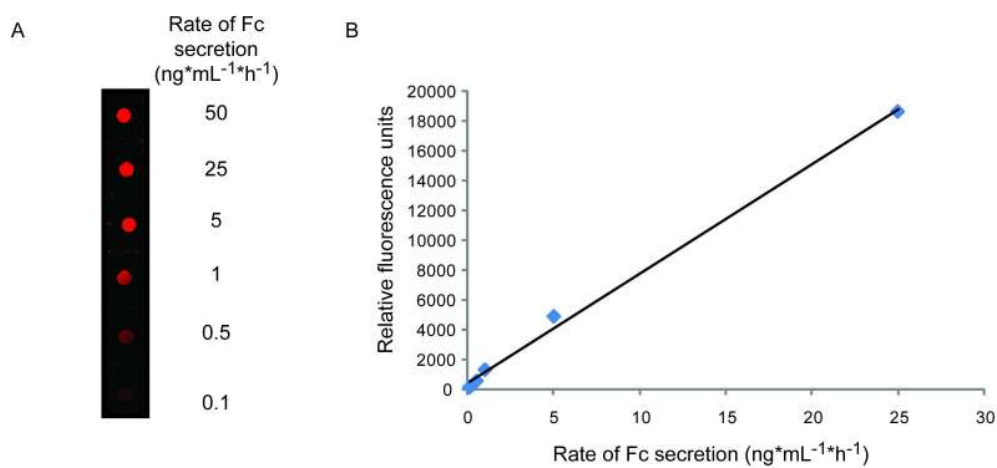 A
Rate of Fc
secretion
(ng*mL⁻¹*h⁻¹)
50
25
5
1
0.5
0.1
B
Relative fluorescence units
20000
18000
16000
14000
12000
10000
8000
6000
4000
2000
0
0 5 10 15 20 25 30
Rate of Fc secretion (ng*mL⁻¹*h⁻¹)